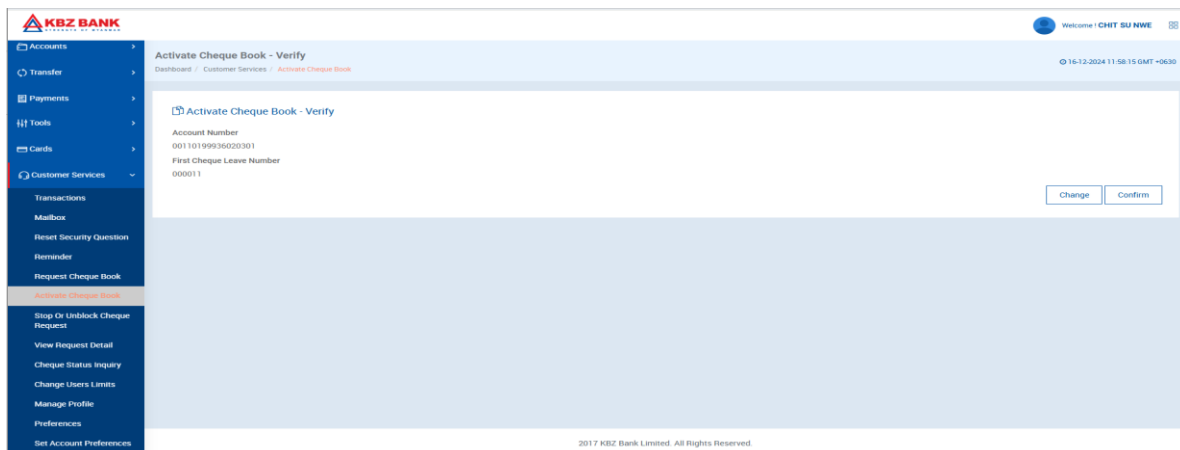 KBZ BANK
STRENGTH OF MYANMAR
Welcome ! CHIT SU NWE
Accounts
Transfer
Payments
Tools
Cards
Customer Services
Transactions
Mailbox
Reset Security Question
Reminder
Request Cheque Book
Activate Cheque Book
Stop Or Unblock Cheque
Request
View Request Detail
Cheque Status Inquiry
Change Users Limits
Manage Profile
Preferences
Set Account Preferences
Activate Cheque Book - Verify
Dashboard / Customer Services / Activate Cheque Book
16-12-2024 11:58:15 GMT +0630
Activate Cheque Book - Verify
Account Number
00110199936020301
First Cheque Leave Number
000011
Change
Confirm
2017 KBZ Bank Limited. All Rights Reserved.